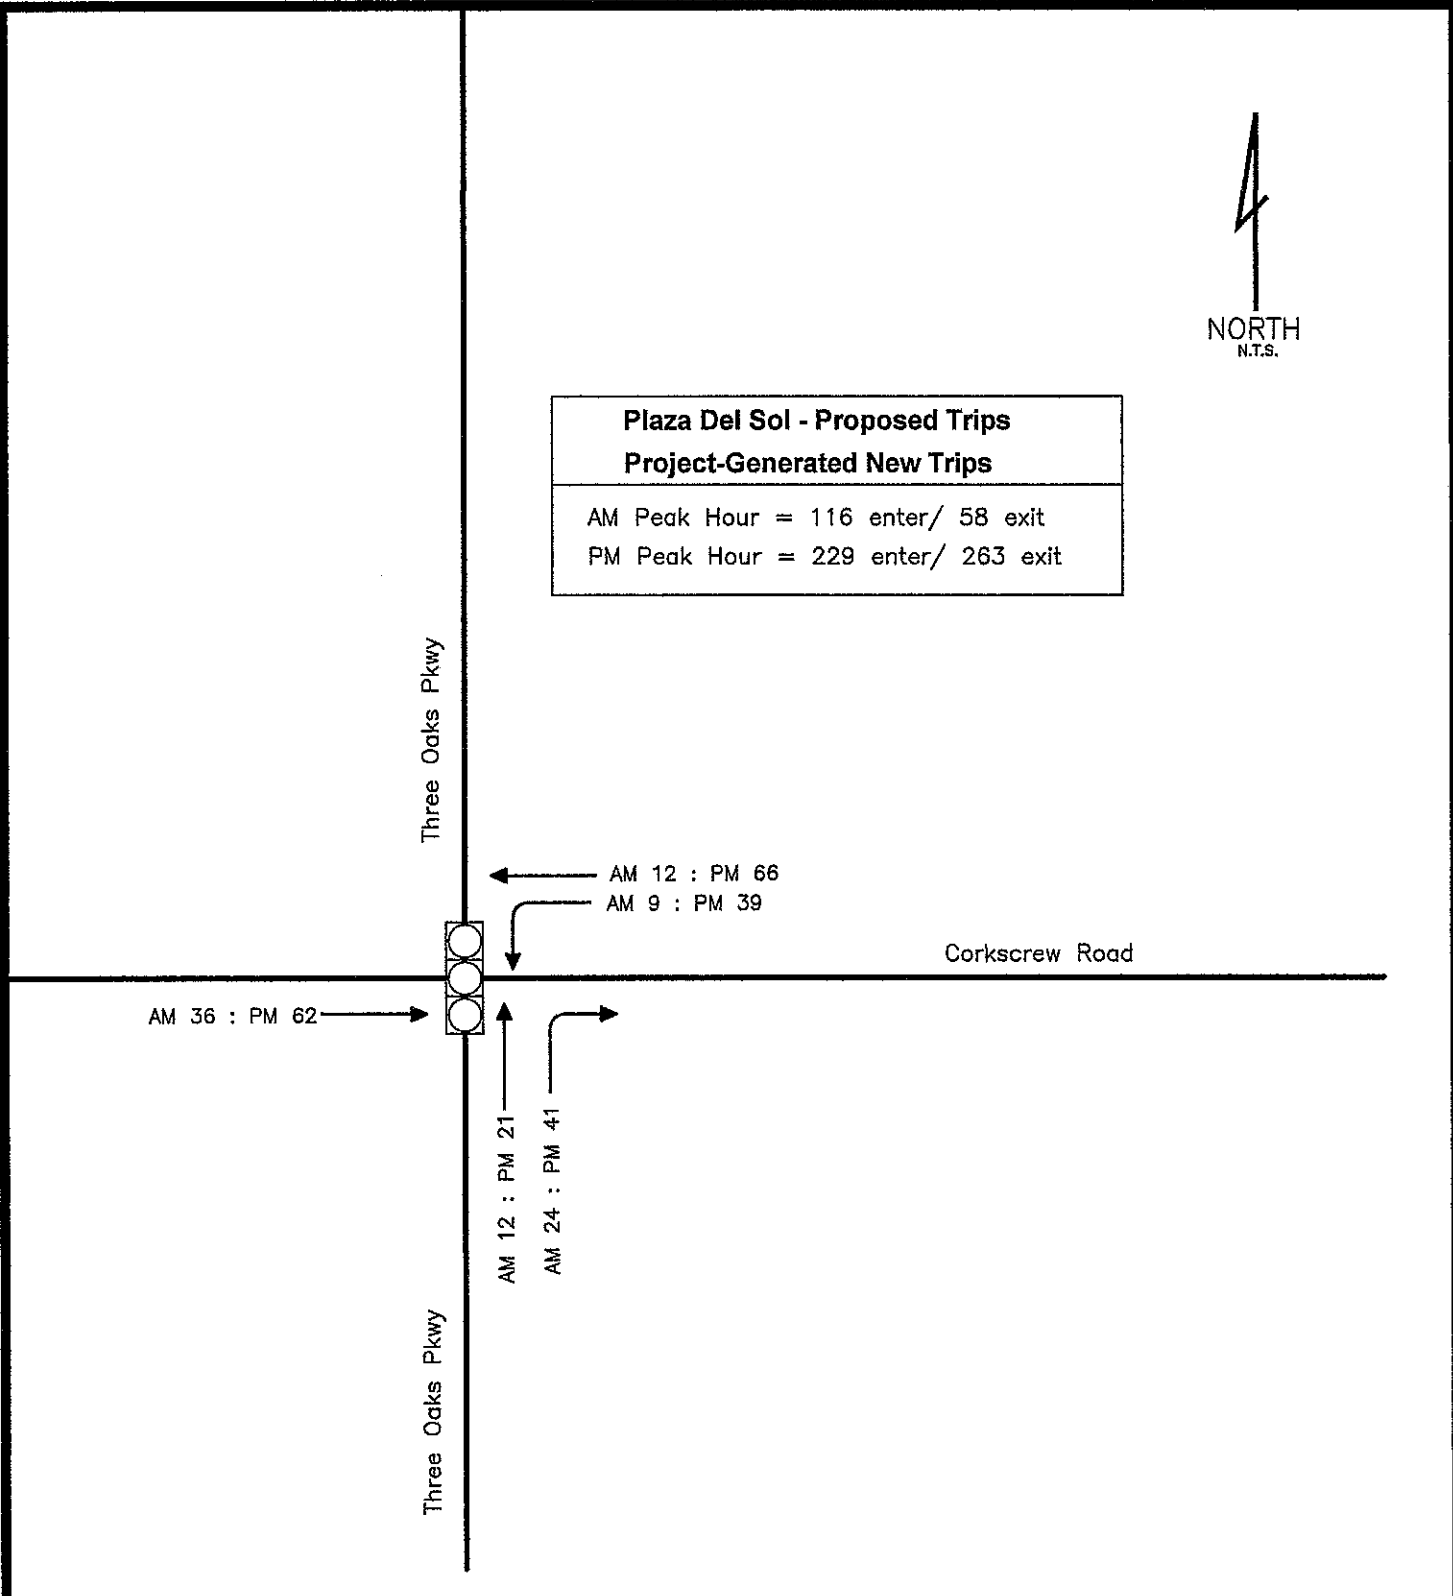 NORTH
N.T.S.
Plaza Del Sol - Proposed Trips
Project-Generated New Trips
AM Peak Hour = 116 enter/ 58 exit
PM Peak Hour = 229 enter/ 263 exit
Three Oaks Pkwy
AM 12 : PM 66
AM 9 : PM 39
Corkscrew Road
AM 36 : PM 62
AM 12 : PM 21
AM 24 : PM 41
Three Oaks Pkwy